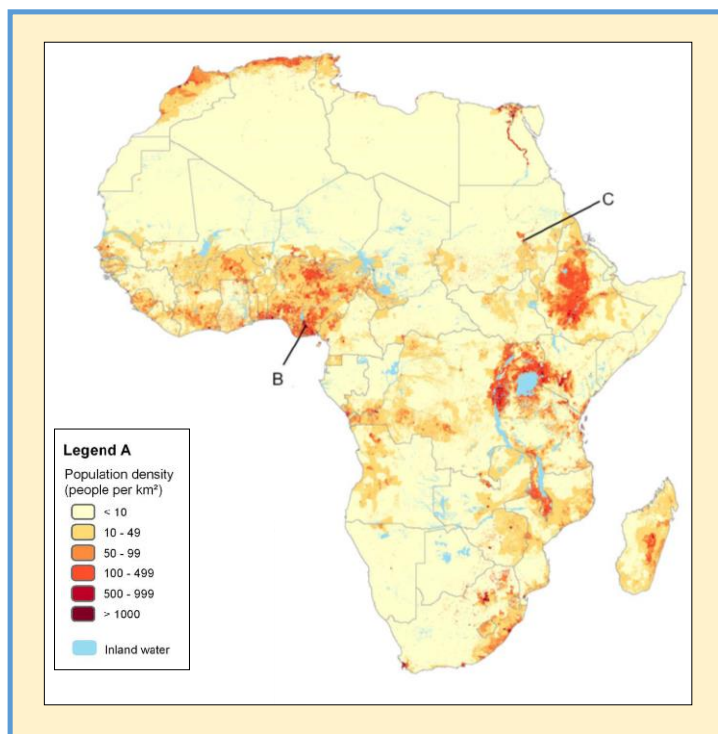 C
B
Legend A
Population density
(people per km²)
< 10
10 - 49
50 - 99
100 - 499
500 - 999
> 1000
Inland water